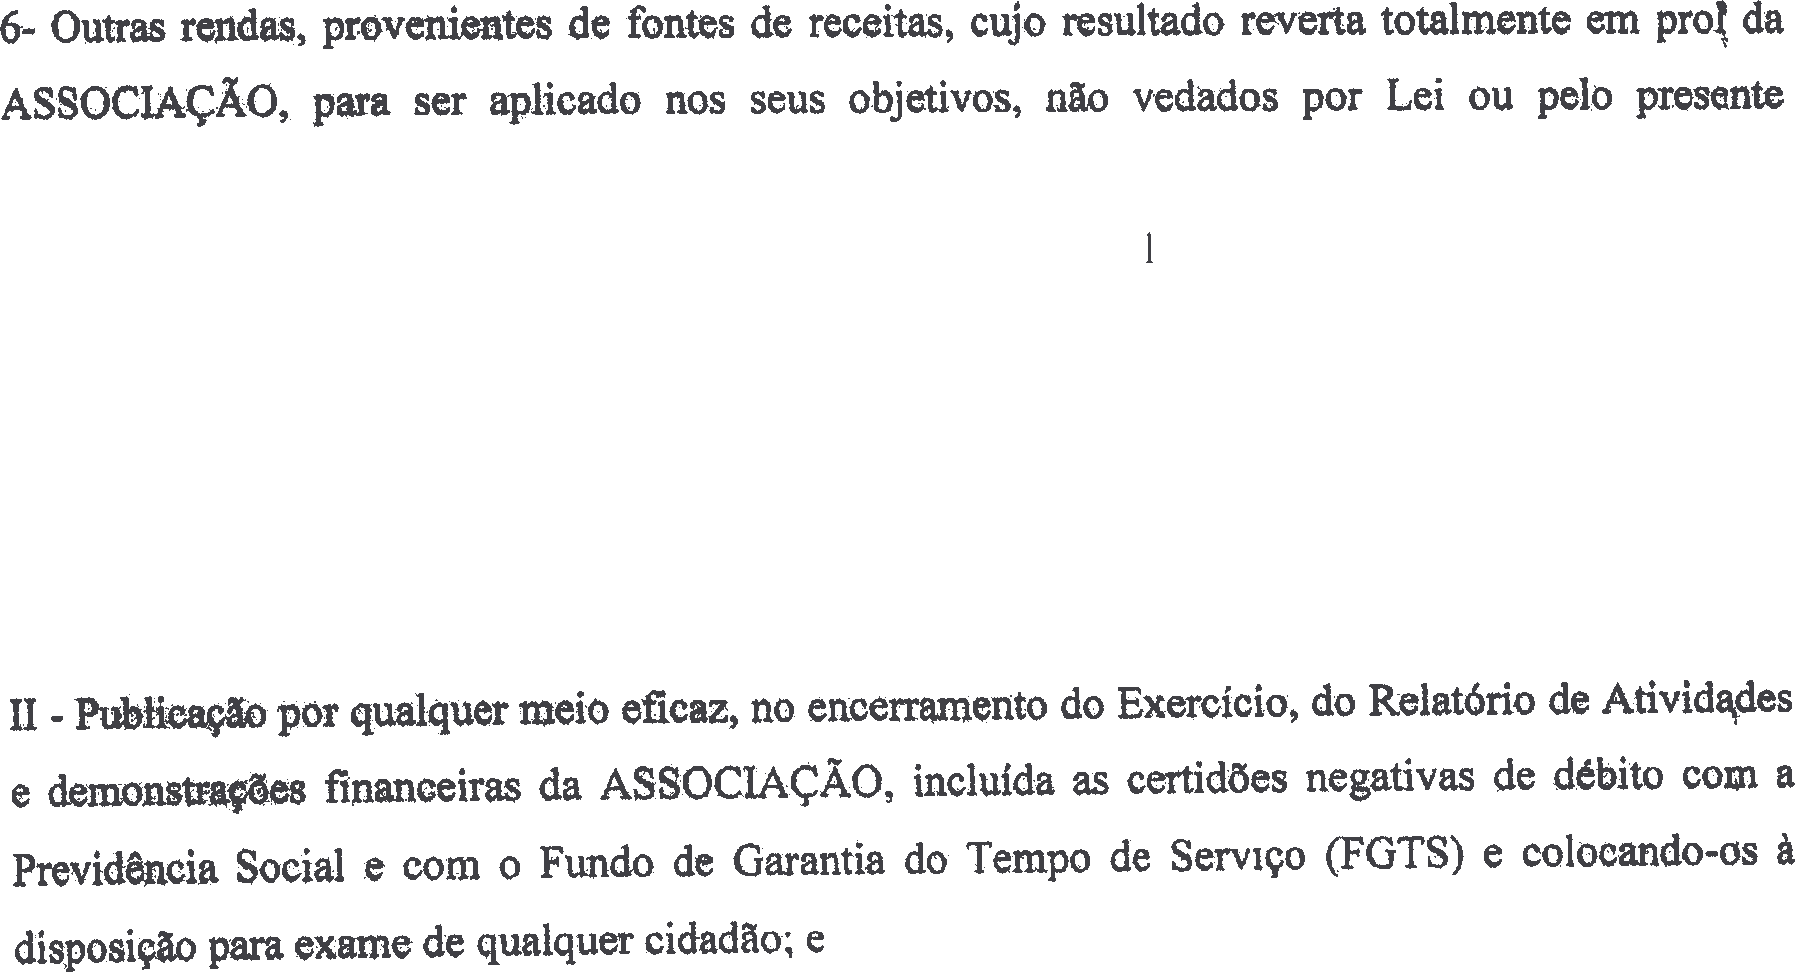 6- Outras rendas, provenientes de fontes de receitas, cujo resultado reverta totalmente em prol da
ASSOCIAÇÃO, para ser aplicado nos seus objetivos, não vedados por Lei ou pelo presente
II - Publicação por qualquer meio eficaz, no encerramento do Exercício, do Relatório de Atividades
e demonstrações financeiras da ASSOCIAÇÃO, incluída as certidões negativas de débito com a
Previdência Social e com o Fundo de Garantia do Tempo de Serviço (FGTS) e colocando-os à
disposição para exame de qualquer cidadão; e